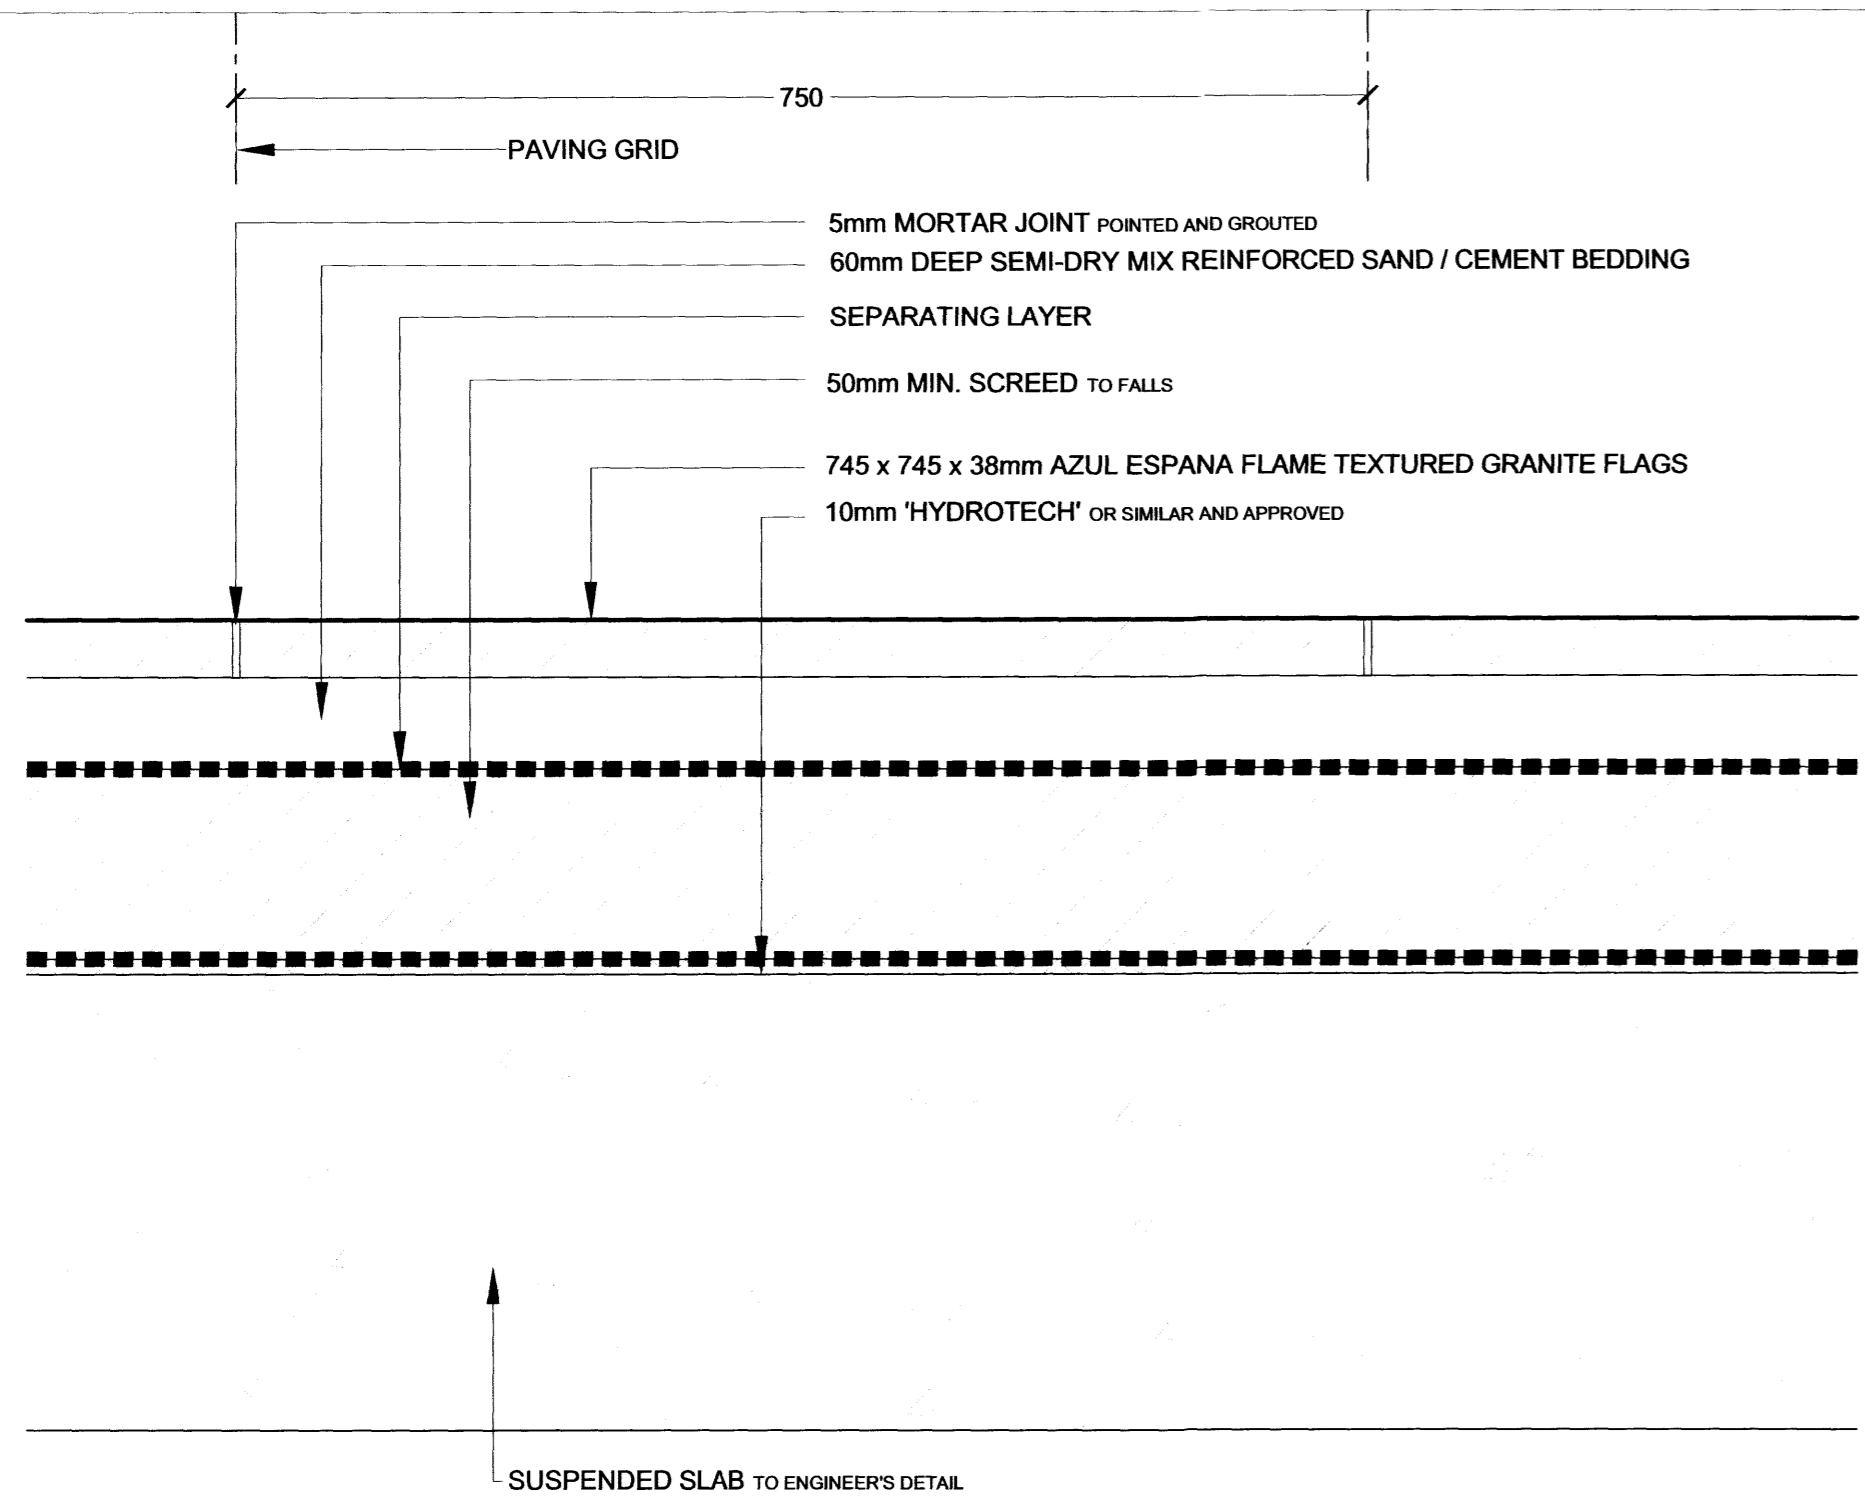 750
PAVING GRID
5mm MORTAR JOINT POINTED AND GROUTED
60mm DEEP SEMI-DRY MIX REINFORCED SAND / CEMENT BEDDING
SEPARATING LAYER
50mm MIN. SCREED TO FALLS
745 x 745 x 38mm AZUL ESPANA FLAME TEXTURED GRANITE FLAGS
10mm 'HYDROTECH' OR SIMILAR AND APPROVED
SUSPENDED SLAB TO ENGINEER'S DETAIL